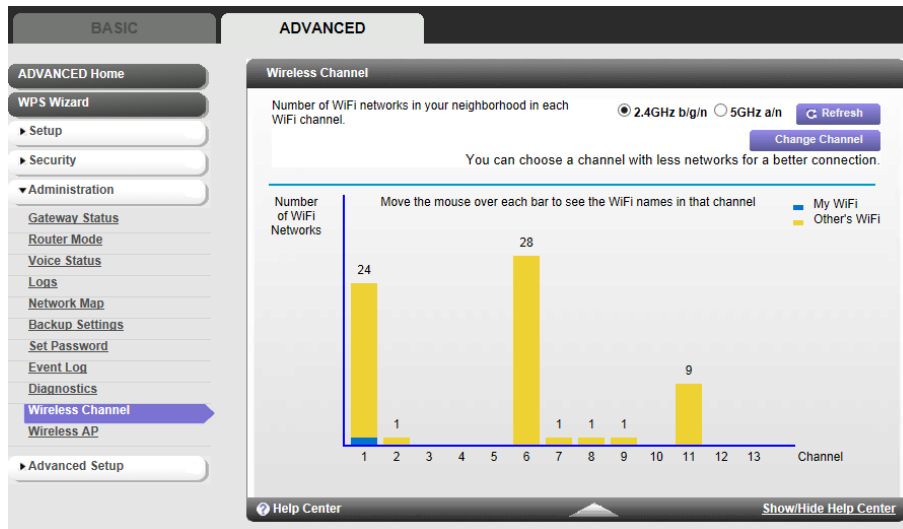 BASIC
ADVANCED
ADVANCED Home
WPS Wizard
Setup
Security
Administration
Gateway Status
Router Mode
Voice Status
Logs
Network Map
Backup Settings
Set Password
Event Log
Diagnostics
Wireless Channel
Wireless AP
Advanced Setup
Wireless Channel
Number of WiFi networks in your neighborhood in each
WiFi channel.
2.4GHz b/g/n 5GHz a/n Refresh
Change Channel
You can choose a channel with less networks for a better connection.
Number
of WiFi
Networks
Move the mouse over each bar to see the WiFi names in that channel
My WiFi
Other's WiFi
24
1
28
1
1
1
9
1 2 3 4 5 6 7 8 9 10 11 12 13 Channel
Help Center
Show/Hide Help Center